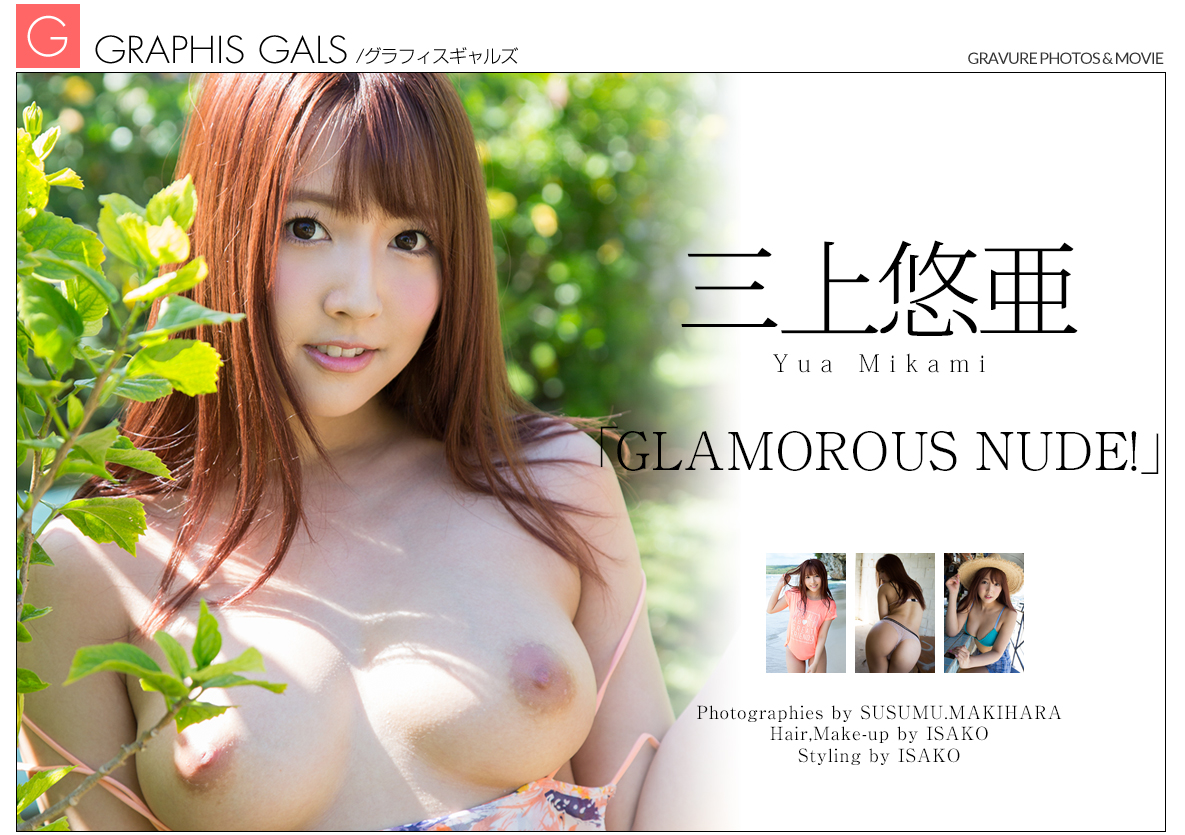 G
GRAPHIS GALS /グラフィスギャルズ
GRAVURE PHOTOS & MOVIE
三上悠亜
Yua Mikami
「GLAMOROUS NUDE!」
Photographies by SUSUMU.MAKIHARA
Hair,Make-up by ISAKO
Styling by ISAKO